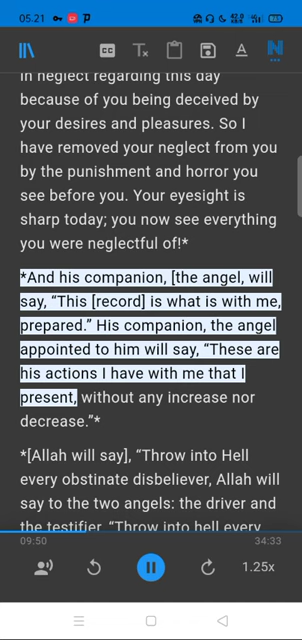 05.21
42.0
KB/S
4G
CC
in neglect regarding this day
because of you being deceived by
your desires and pleasures. So I
have removed your neglect from you
by the punishment and horror you
see before you. Your eyesight is
sharp today; you now see everything
you were neglectful of!*
*And his companion, [the angel, will
say, “This [record] is what is with me,
prepared.” His companion, the angel
appointed to him will say, “These are
his actions I have with me that I
present, without any increase nor
decrease.”*
*[Allah will say], “Throw into Hell
every obstinate disbeliever, Allah will
say to the two angels: the driver and
the testifier, “Throw into hell every
09:50
34:33
1.25x